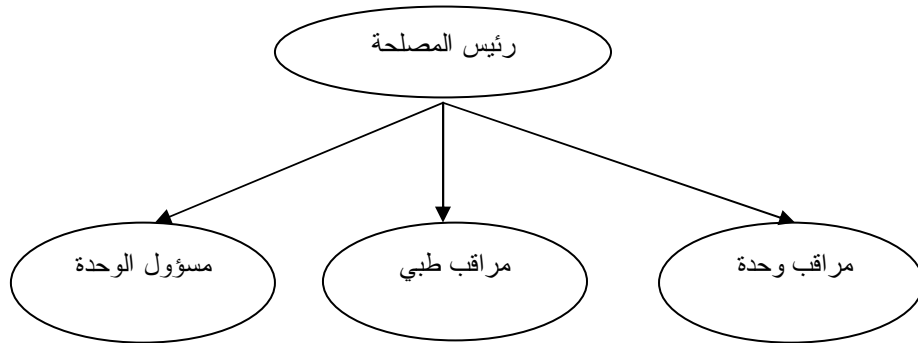 رئيس المصلحة
مراقب وحدة
مراقب طبي
مسؤول الوحدة